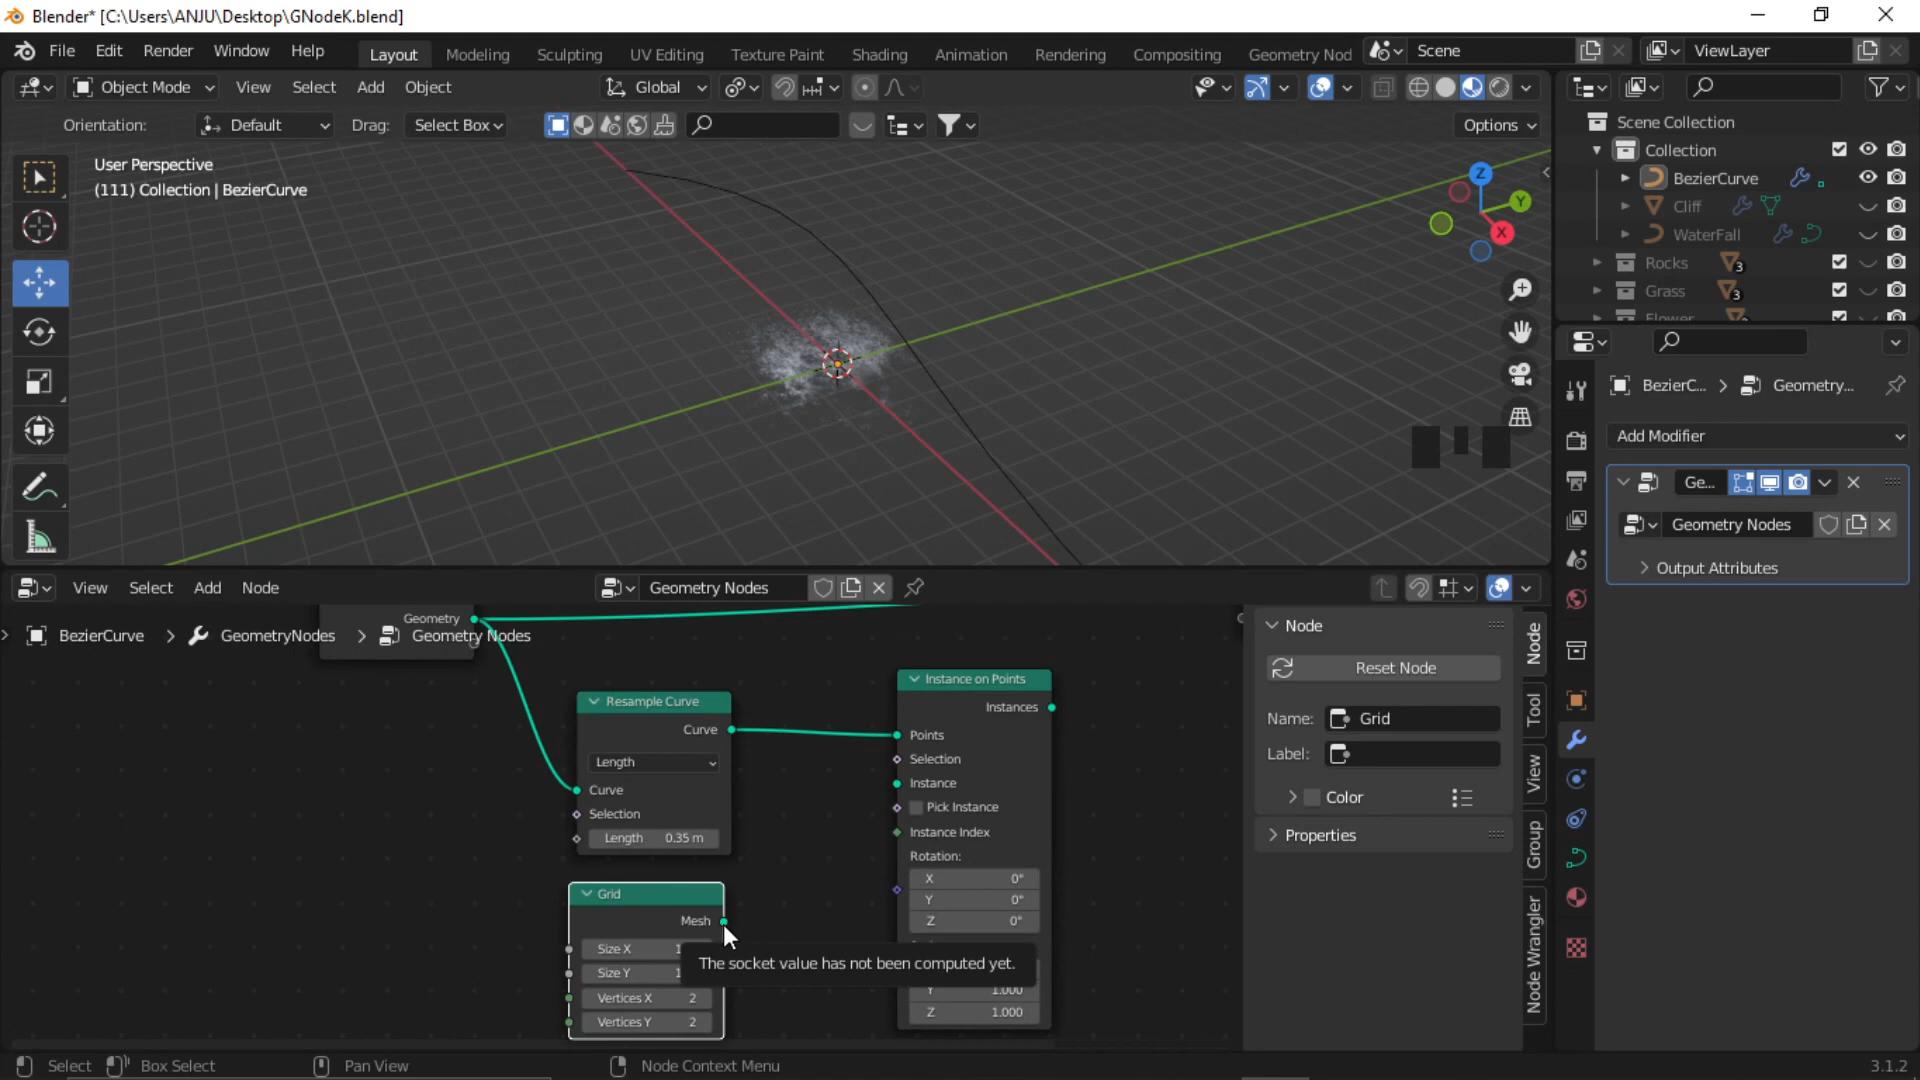 Blender* [C:\Users\ANJU\Desktop\GNodeK.blend]
File Edit Render Window Help Layout Modeling Sculpting UV Editing Texture Paint Shading Animation Rendering Compositing Geometry Nod Scene ViewLayer
Object Mode View Select Add Object Global
Orientation: Default Drag: Select Box Options
User Perspective
(111) Collection | BezierCurve
Z
Y
X
Scene Collection
Collection
BezierCurve
Cliff
WaterFall
Rocks 3
Grass 3
Flower
BezierC... Geometry...
Add Modifier
Ge...
Geometry Nodes
Output Attributes
View Select Add Node Geometry Nodes
Geometry
BezierCurve GeometryNodes Geometry Nodes
Resample Curve
Curve
Length
Curve
Selection
Length 0.35 m
Grid
Mesh
Size X 1
Size Y 1
Vertices X 2
Vertices Y 2
The socket value has not been computed yet.
Instance on Points
Instances
Points
Selection
Instance
Pick Instance
Instance Index
Rotation:
X 0°
Y 0°
Z 0°
Y 1.000
Z 1.000
Node
Reset Node
Name: Grid
Label:
Color
Properties
Node
Tool
View
Group
Node Wrangler
Select Box Select Pan View Node Context Menu 3.1.2